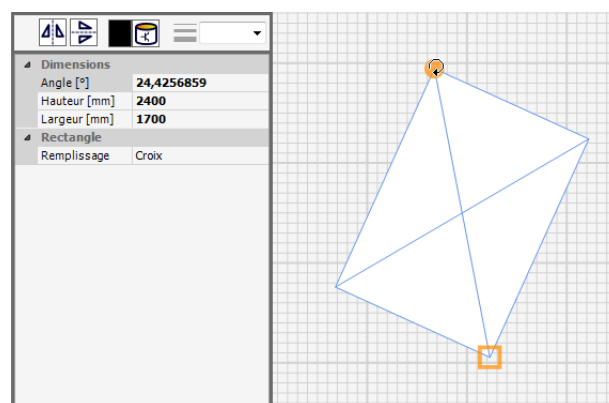 Dimensions
Angle [°] 24,4256859
Hauteur [mm] 2400
Largeur [mm] 1700
Rectangle
Remplissage Croix